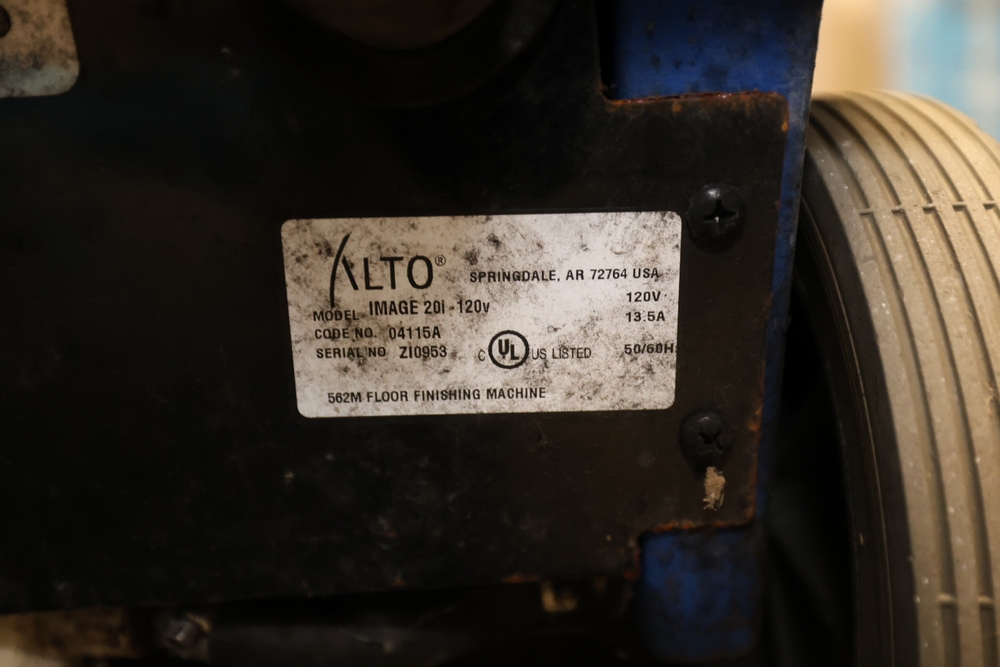 ALTO® SPRINGDALE, AR 72764 USA
MODEL IMAGE 20i -120v 120V
CODE NO. 04115A 13.5A
SERIAL NO ZI0953 C UL US LISTED 50/60H
562M FLOOR FINISHING MACHINE